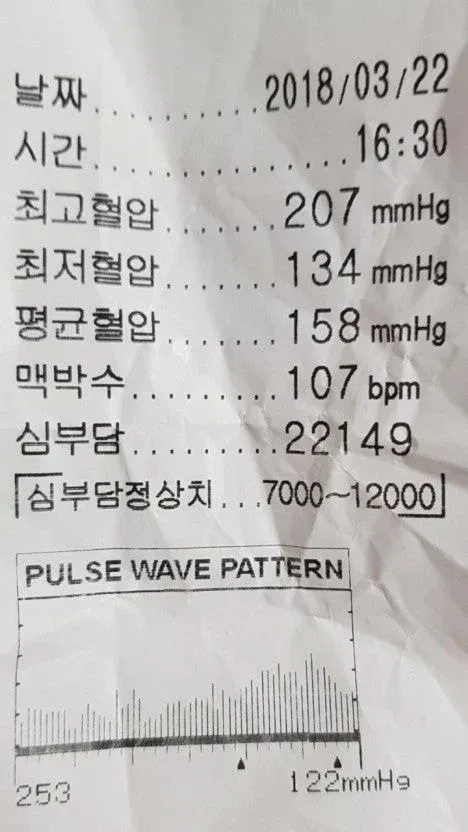 날짜...........2018/03/22
시간................16:30
최고혈압.......207 mmHg
최저혈압.......134 mmHg
평균혈압.......158 mmHg
맥박수.........107 bpm
심부담.........22149
[심부담정상치...7000~12000]
PULSE WAVE PATTERN
253 122mmHg